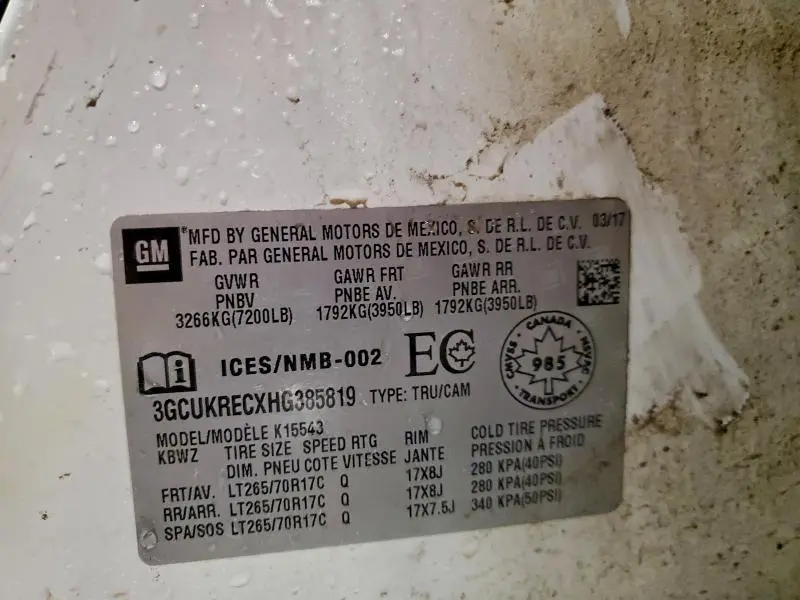 GM
*MFD BY GENERAL MOTORS DE MEXICO, S. DE R.L. DE C.V. 03/17
FAB. PAR GENERAL MOTORS DE MEXICO, S. DE R.L. DE C.V.
GVWR GAWR FRT GAWR RR
PNBV PNBE AV. PNBE ARR.
3266KG(7200LB) 1792KG(3950LB) 1792KG(3950LB)
i ICES/NMB-002 EC
CANADA
CMVSS 985 NSVAC
TRANSPORT
3GCUKRECXHG385819 TYPE: TRU/CAM
MODEL/MODÈLE K15543
KBWZ TIRE SIZE SPEED RTG RIM COLD TIRE PRESSURE
DIM. PNEU COTE VITESSE JANTE PRESSION À FROID
FRT/AV. LT265/70R17C Q 17X8J 280 KPA(40PSI)
RR/ARR. LT265/70R17C Q 17X8J 280 KPA(40PSI)
SPA/SOS LT265/70R17C Q 17X7.5J 340 KPA(50PSI)